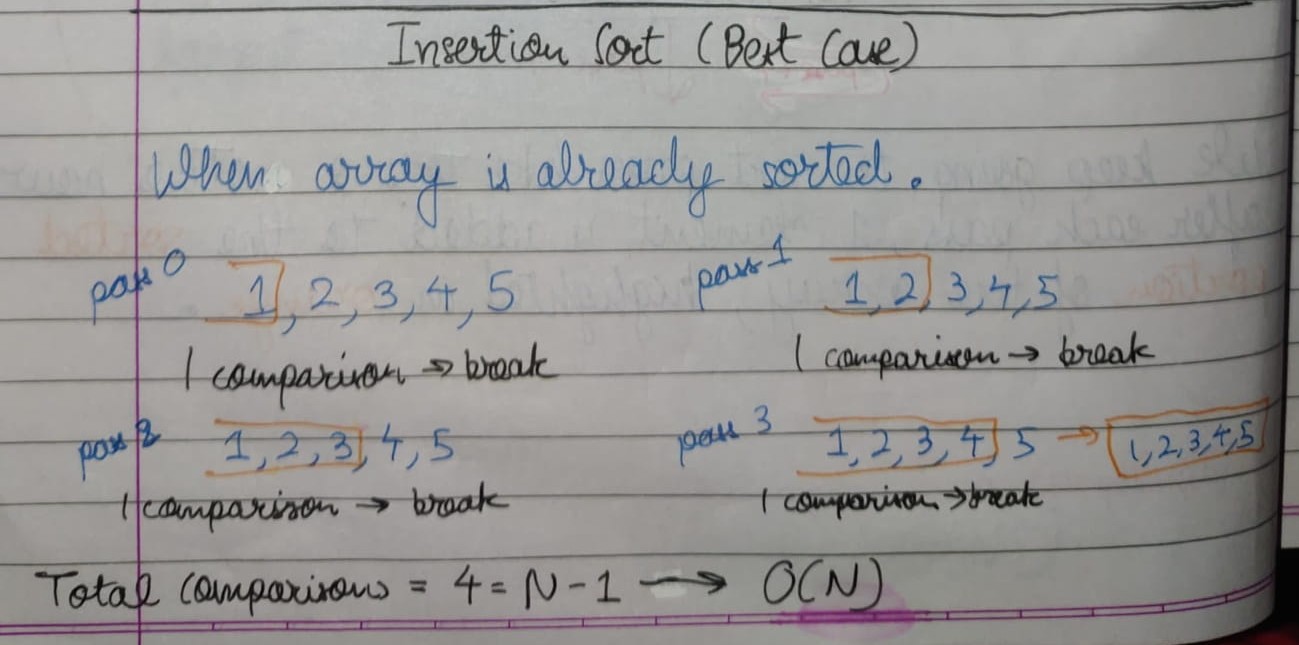 Insertion Sort (Best Case)
When array is already sorted.
pass 0 1, 2, 3, 4, 5
1 comparison → break
pass 1 1, 2, 3, 4, 5
1 comparison → break
pass 2 1, 2, 3, 4, 5
1 comparison → break
pass 3 1, 2, 3, 4, 5 → 1, 2, 3, 4, 5
1 comparison → break
Total Comparisons = 4 = N - 1 → O(N)